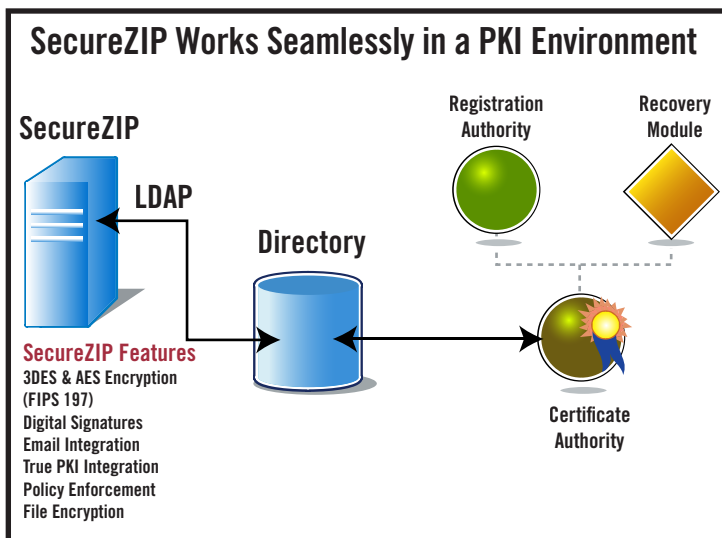 SecureZIP Works Seamlessly in a PKI Environment
SecureZIP
LDAP
Directory
Registration
Authority
Recovery
Module
Certificate
Authority
SecureZIP Features
3DES & AES Encryption
(FIPS 197)
Digital Signatures
Email Integration
True PKI Integration
Policy Enforcement
File Encryption